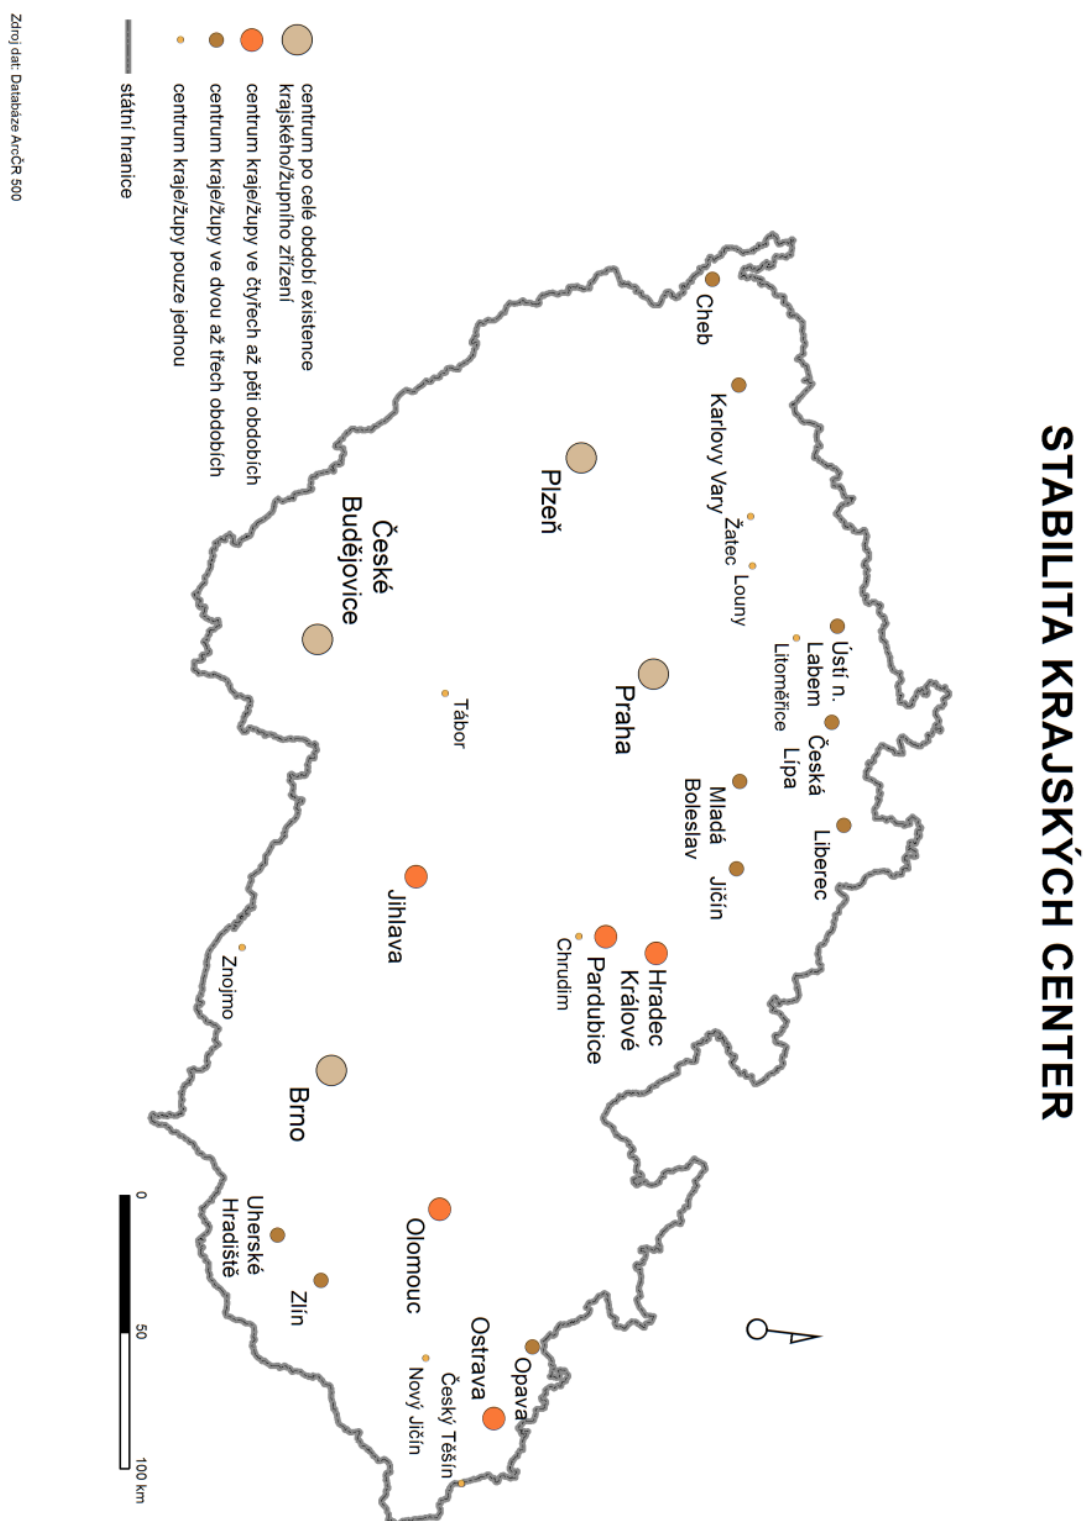 STABILITA KRAJSKÝCH CENTER
Cheb
Karlovy Vary
Žatec
Louny
Ústí n.
Labem
Litoměřice
Česká
Lípa
Liberec
Mladá
Boleslav
Jičín
Plzeň
Praha
Hradec
Králové
Pardubice
Chrudim
České
Budějovice
Tábor
Jihlava
Znojmo
Brno
Olomouc
Uherské
Hradiště
Zlín
Opava
Ostrava
Český Těšín
Nový Jičín
centrum po celé období existence
krajského/župního zřízení
centrum kraje/župy ve čtyřech až pěti obdobích
centrum kraje/župy ve dvou až třech obdobích
centrum kraje/župy pouze jednou
státní hranice
0
50
100 km
Zdroj dat: Databáze ArcČR 500